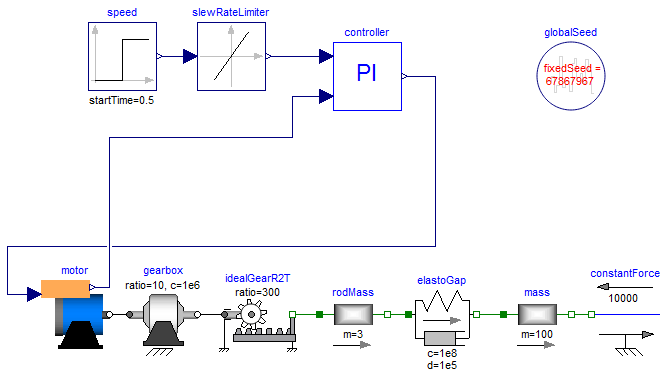 speed
slewRateLimiter
controller
globalSeed
PI
fixedSeed =
67867967
startTime=0.5
motor
gearbox
ratio=10, c=1e6
idealGearR2T
ratio=300
rodMass
m=3
elastoGap
c=1e8
d=1e5
mass
m=100
constantForce
10000